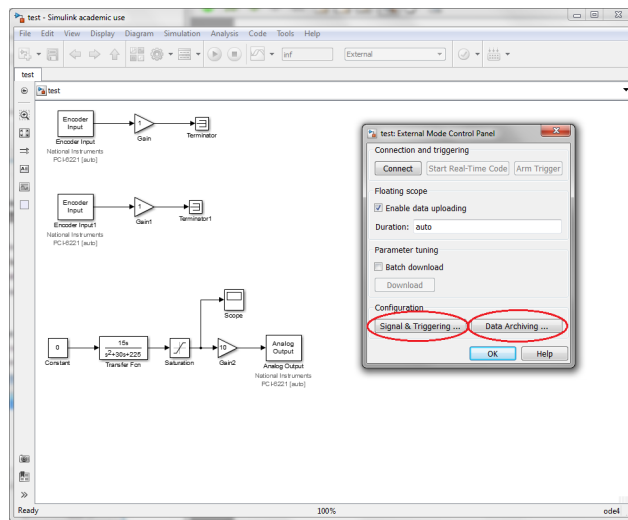 test - Simulink academic use
File Edit View Display Diagram Simulation Analysis Code Tools Help
inf External
test
test
Encoder
Input
1
Encoder Input
Gain
Terminator
National Instruments
PCI-6221 [auto]
Encoder
Input
1
Encoder Input1
Gain1
Terminator1
National Instruments
PCI-6221 [auto]
Scope
0
15s
s²+30s+225
10
Analog
Output
Constant
Transfer Fcn
Saturation
Gain2
Analog Output
National Instruments
PCI-6221 [auto]
test: External Mode Control Panel
Connection and triggering
Connect Start Real-Time Code Arm Trigger
Floating scope
Enable data uploading
Duration: auto
Parameter tuning
Batch download
Download
Configuration
Signal & Triggering ... Data Archiving ...
OK Help
Ready 100% ode4